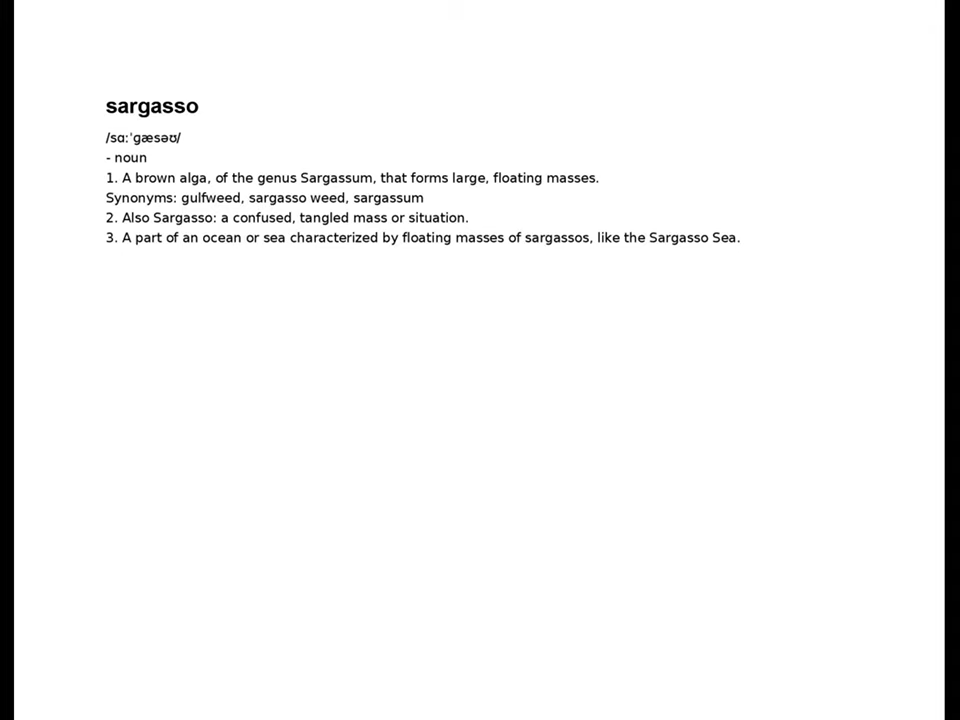 sargasso
/sɑːˈɡæsəʊ/
- noun
1. A brown alga, of the genus Sargassum, that forms large, floating masses.
Synonyms: gulfweed, sargasso weed, sargassum
2. Also Sargasso: a confused, tangled mass or situation.
3. A part of an ocean or sea characterized by floating masses of sargassos, like the Sargasso Sea.